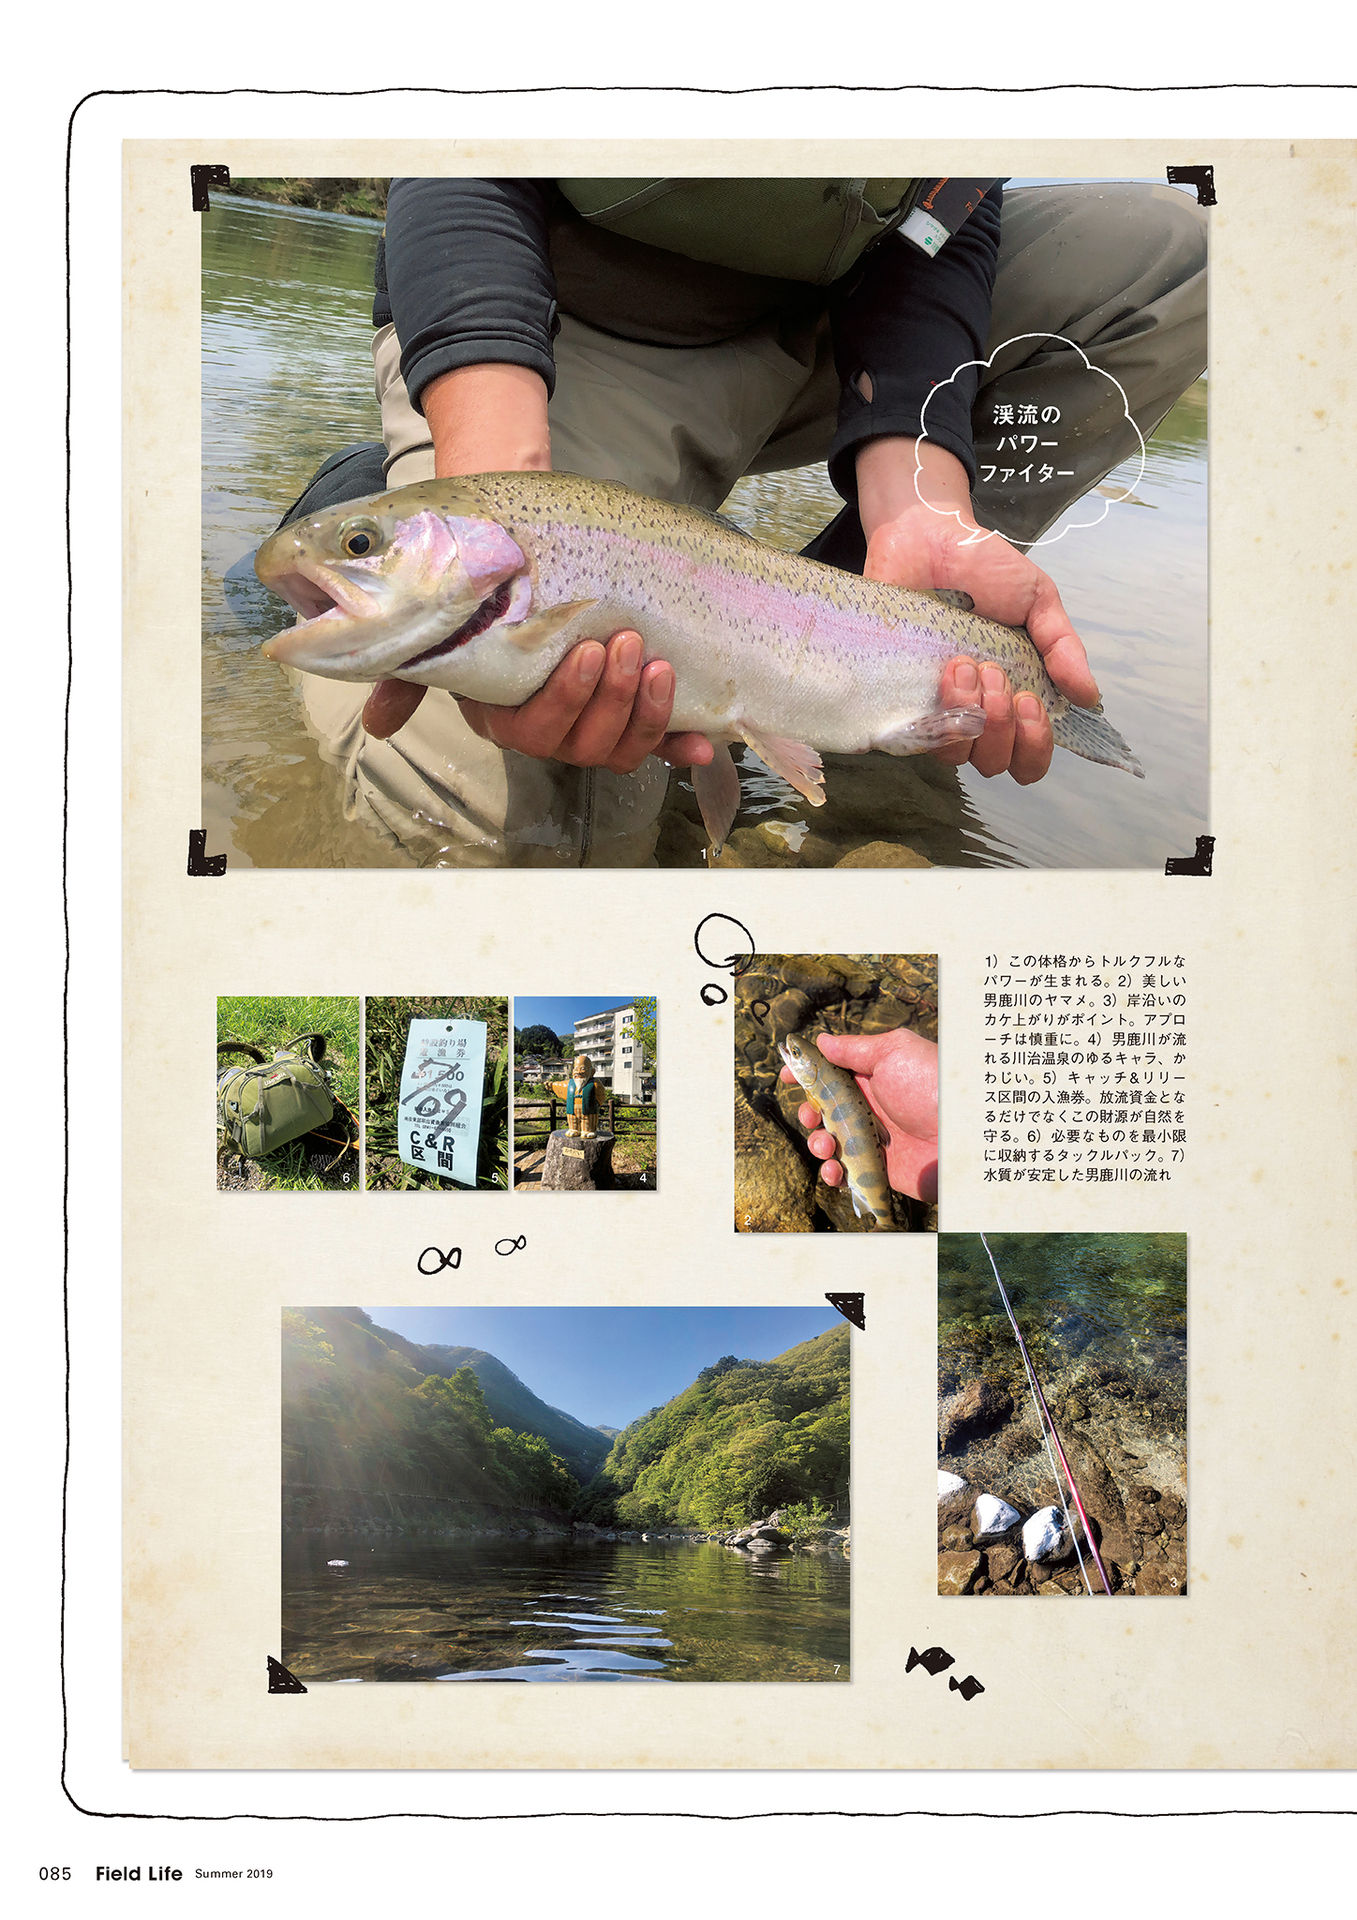 渓流の
パワー
ファイター
1
1）この体格からトルクフルな
パワーが生まれる。2）美しい
男鹿川のヤマメ。3）岸沿いの
カケ上がりがポイント。アプロ
ーチは慎重に。4）男鹿川が流
れる川治温泉のゆるキャラ、か
わじい。5）キャッチ&リリー
ス区間の入漁券。放流資金とな
るだけでなくこの財源が自然を
守る。6）必要なものを最小限
に収納するタックルパック。7）
水質が安定した男鹿川の流れ
特設釣り場
遊漁券
C&R
区間
6
5
4
2
3
7
085 Field Life Summer 2019